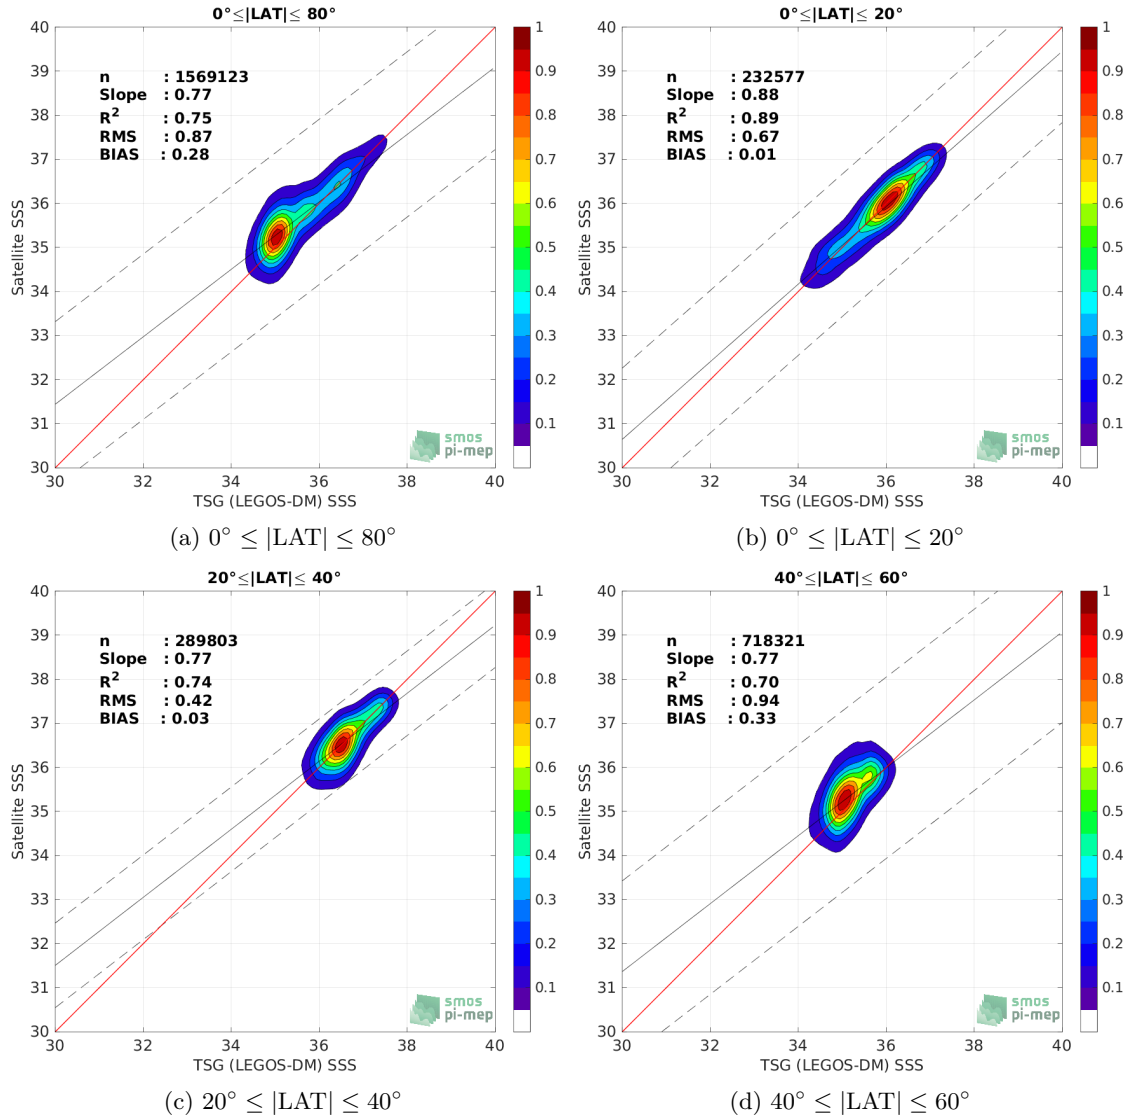 0°≤|LAT|≤ 80°
40
39
38
37
36
35
34
33
32
31
30
30 32 34 36 38 40
Satellite SSS
TSG (LEGOS-DM) SSS
n : 1569123
Slope : 0.77
R² : 0.75
RMS : 0.87
BIAS : 0.28
1
0.9
0.8
0.7
0.6
0.5
0.4
0.3
0.2
0.1
smos
pi-mep
(a) 0° ≤ |LAT| ≤ 80°
0°≤|LAT|≤ 20°
40
39
38
37
36
35
34
33
32
31
30
30 32 34 36 38 40
Satellite SSS
TSG (LEGOS-DM) SSS
n : 232577
Slope : 0.88
R² : 0.89
RMS : 0.67
BIAS : 0.01
1
0.9
0.8
0.7
0.6
0.5
0.4
0.3
0.2
0.1
smos
pi-mep
(b) 0° ≤ |LAT| ≤ 20°
20°≤|LAT|≤ 40°
40
39
38
37
36
35
34
33
32
31
30
30 32 34 36 38 40
Satellite SSS
TSG (LEGOS-DM) SSS
n : 289803
Slope : 0.77
R² : 0.74
RMS : 0.42
BIAS : 0.03
1
0.9
0.8
0.7
0.6
0.5
0.4
0.3
0.2
0.1
smos
pi-mep
(c) 20° ≤ |LAT| ≤ 40°
40°≤|LAT|≤ 60°
40
39
38
37
36
35
34
33
32
31
30
30 32 34 36 38 40
Satellite SSS
TSG (LEGOS-DM) SSS
n : 718321
Slope : 0.77
R² : 0.70
RMS : 0.94
BIAS : 0.33
1
0.9
0.8
0.7
0.6
0.5
0.4
0.3
0.2
0.1
smos
pi-mep
(d) 40° ≤ |LAT| ≤ 60°